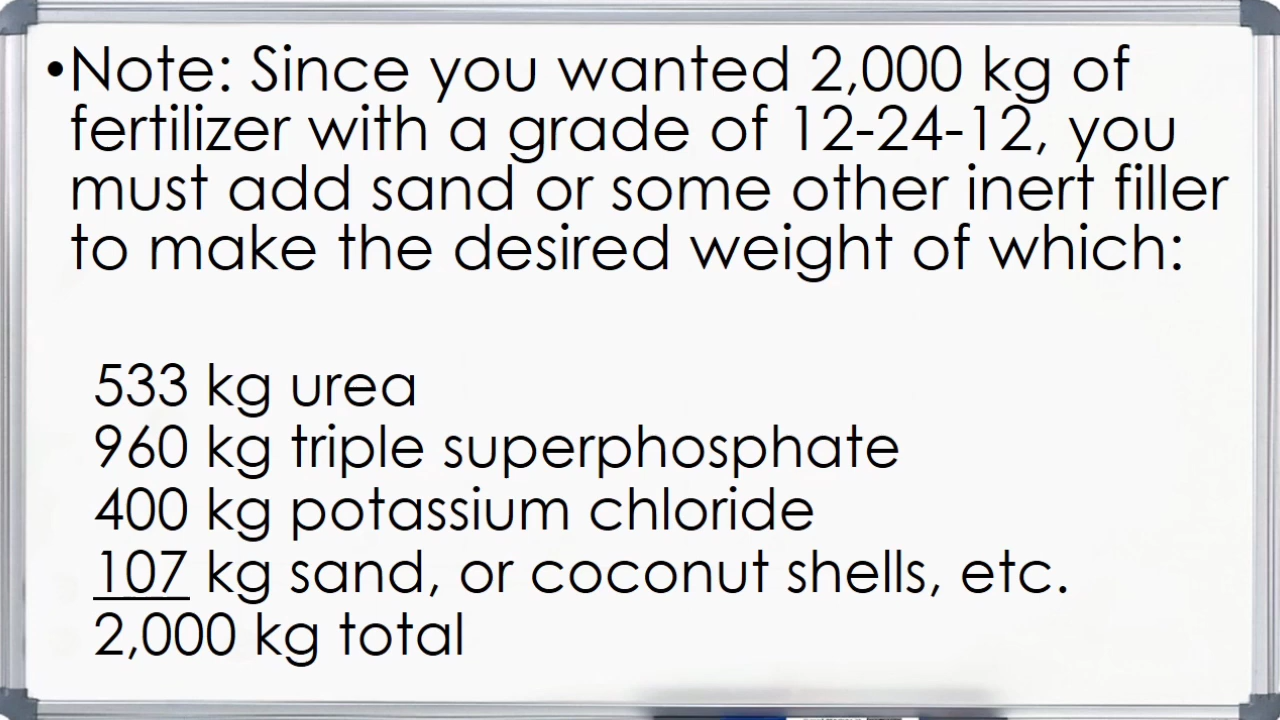 •Note: Since you wanted 2,000 kg of
fertilizer with a grade of 12-24-12, you
must add sand or some other inert filler
to make the desired weight of which:
533 kg urea
960 kg triple superphosphate
400 kg potassium chloride
107 kg sand, or coconut shells, etc.
2,000 kg total